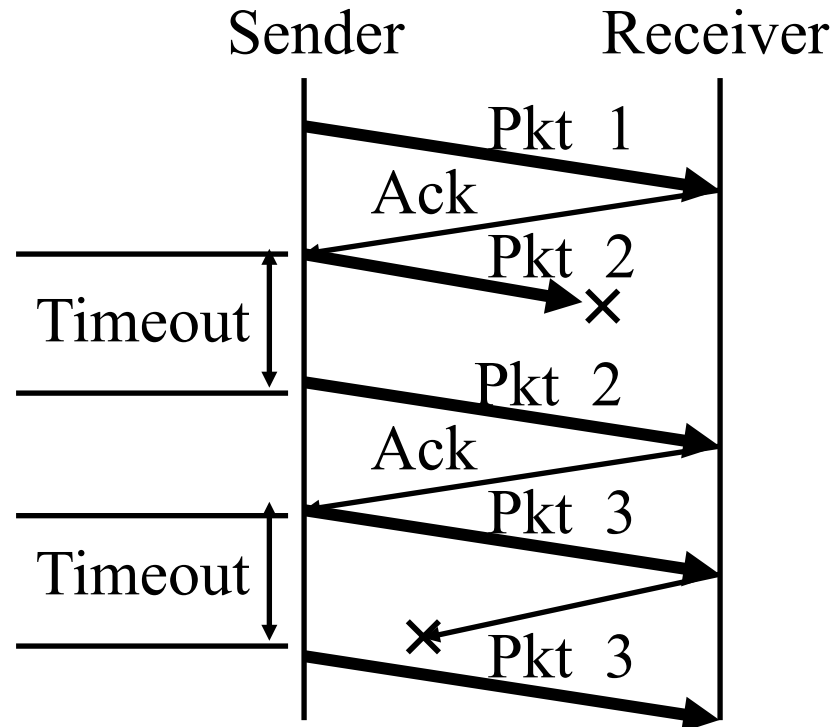 Sender Receiver
Pkt 1
Ack
Pkt 2
Timeout
Pkt 2
Ack
Pkt 3
Timeout
Pkt 3